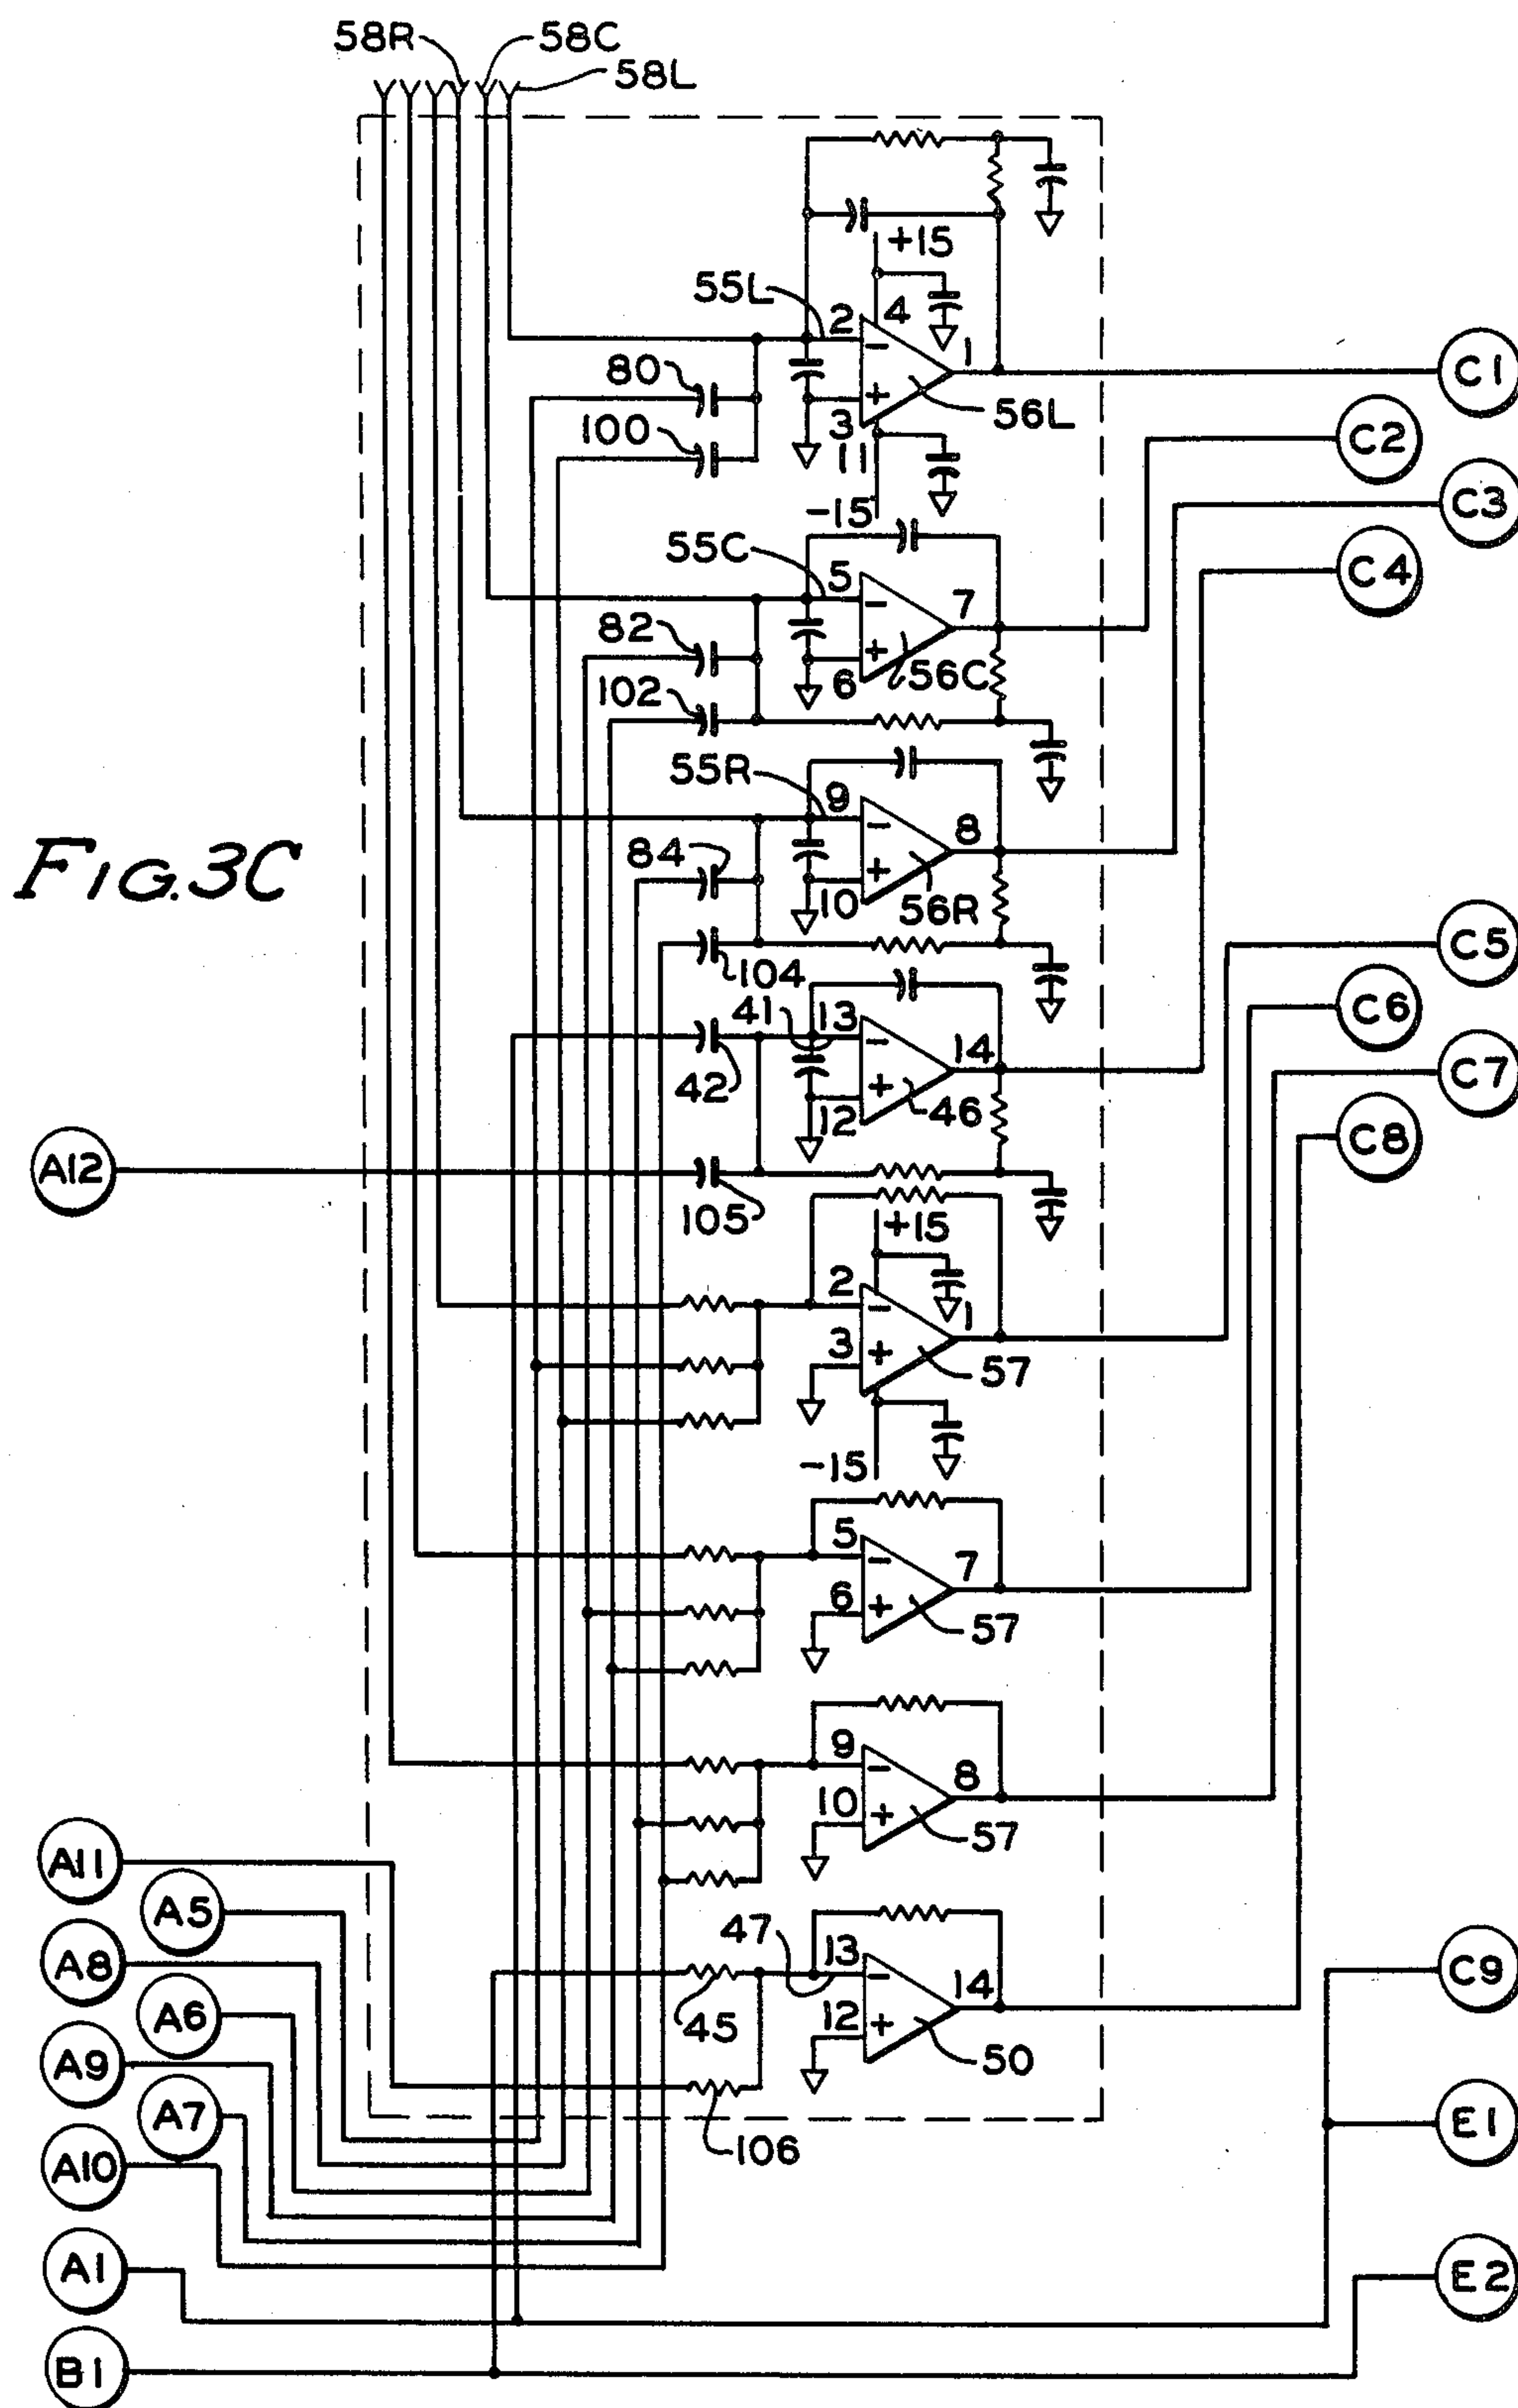 58R
58C
58L
+15
55L
2
4
1
80
C1
3
56L
100
11
C2
-15
C3
55C
5
7
C4
82
6
56C
102
55R
9
8
84
10
56R
FIG. 3C
C5
104
41
13
14
C6
42
12
46
C7
A12
C8
105
+15
2
1
3
57
-15
5
7
6
57
9
8
10
57
A11
A5
47
13
14
A8
C9
A6
45
12
50
A9
A7
106
E1
A10
A1
E2
B1